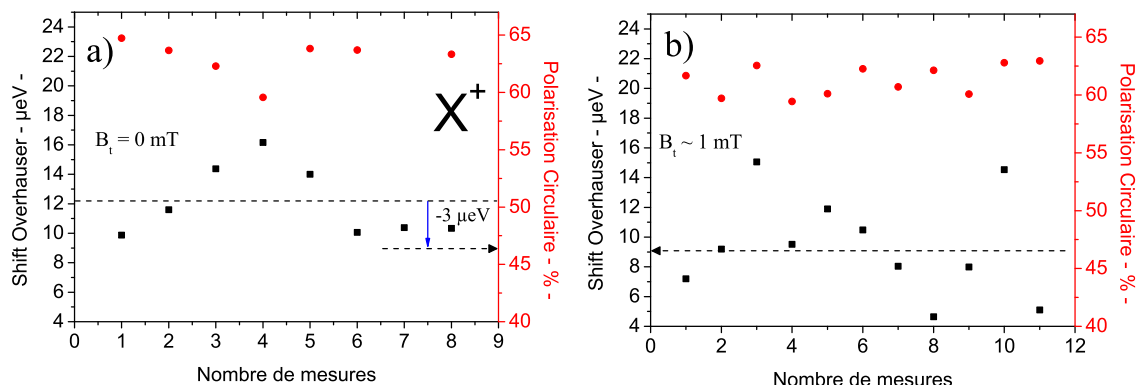 a)
X+
Bt = 0 mT
-3 µeV
Shift Overhauser - µeV -
24
22
20
18
16
14
12
10
8
6
4
0 1 2 3 4 5 6 7 8 9
Nombre de mesures
65
60
55
50
45
40
Polarisation Circulaire - % -
b)
Bt ~ 1 mT
Shift Overhauser - µeV -
24
22
20
18
16
14
12
10
8
6
4
0 2 4 6 8 10 12
Nombre de mesures
65
60
55
50
45
40
Polarisation Circulaire - % -